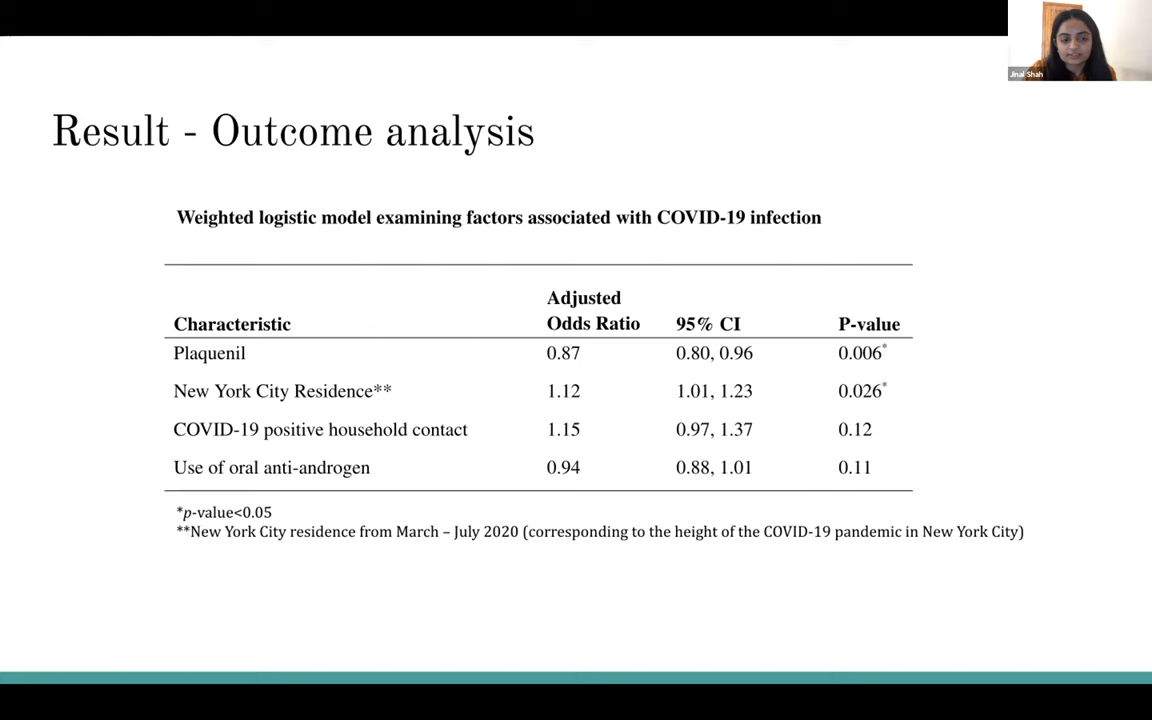 Jinal Shah
Result - Outcome analysis
Weighted logistic model examining factors associated with COVID-19 infection
Adjusted
Characteristic Odds Ratio 95% CI P-value
Plaquenil 0.87 0.80, 0.96 0.006*
New York City Residence** 1.12 1.01, 1.23 0.026*
COVID-19 positive household contact 1.15 0.97, 1.37 0.12
Use of oral anti-androgen 0.94 0.88, 1.01 0.11
*p-value<0.05
**New York City residence from March – July 2020 (corresponding to the height of the COVID-19 pandemic in New York City)